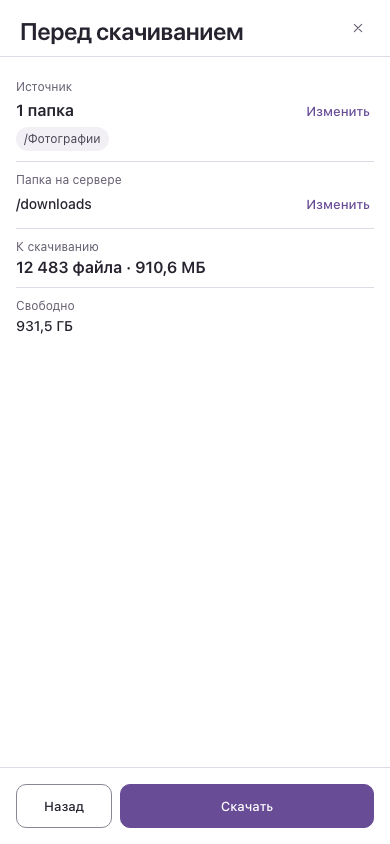 Перед скачиванием
Источник
1 папка
Изменить
/Фотографии
Папка на сервере
/downloads
Изменить
К скачиванию
12 483 файла · 910,6 МБ
Свободно
931,5 ГБ
Назад
Скачать